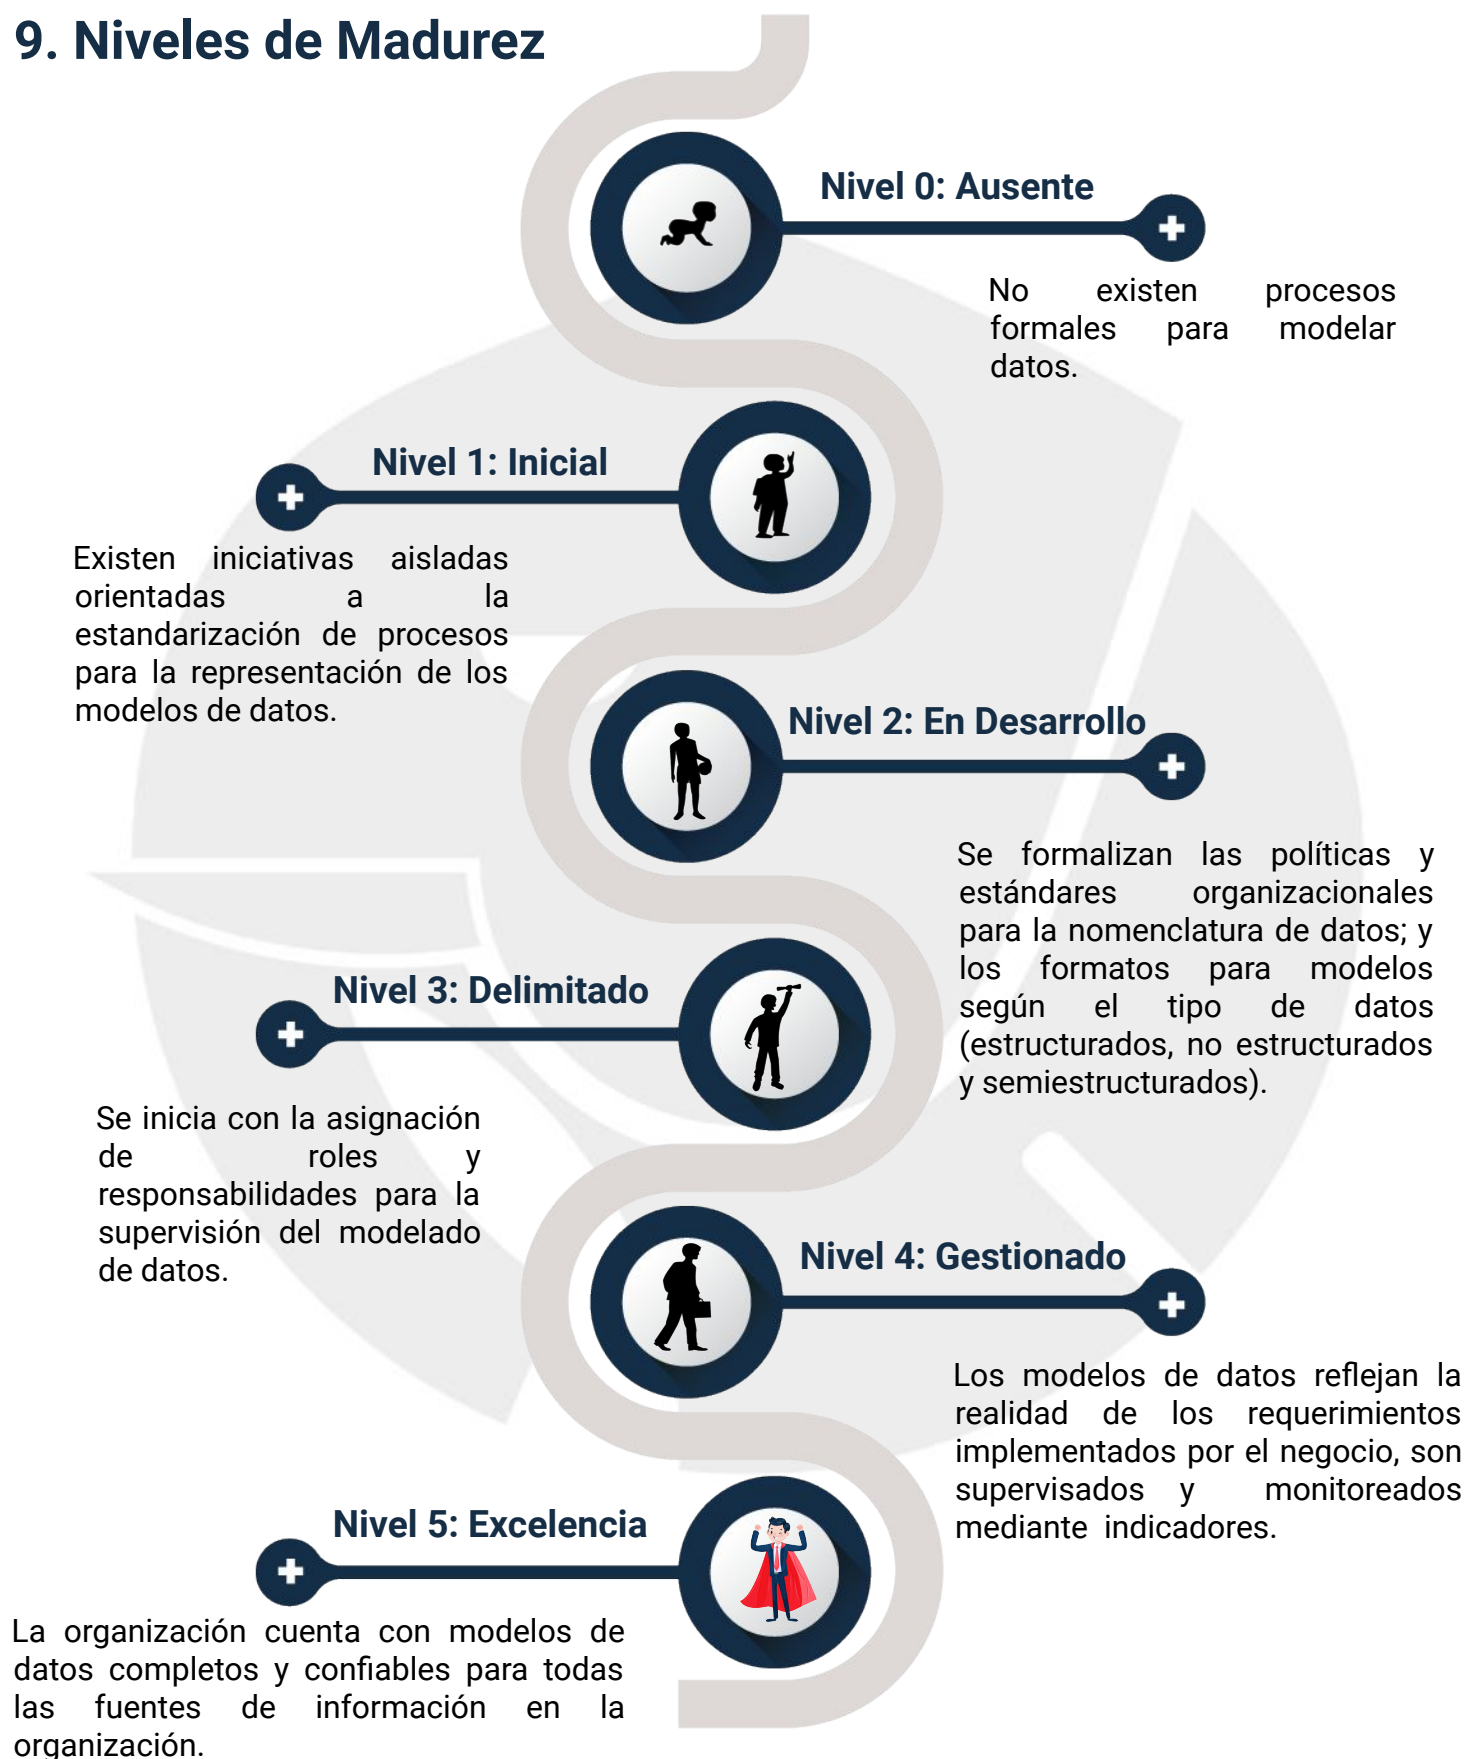 9. Niveles de Madurez
Nivel 0: Ausente
No existen procesos
formales para modelar
datos.
Nivel 1: Inicial
Existen iniciativas aisladas
orientadas a la
estandarización de procesos
para la representación de los
modelos de datos.
Nivel 2: En Desarrollo
Se formalizan las políticas y
estándares organizacionales
para la nomenclatura de datos; y
los formatos para modelos
según el tipo de datos
(estructurados, no estructurados
y semiestructurados).
Nivel 3: Delimitado
Se inicia con la asignación
de roles y
responsabilidades para la
supervisión del modelado
de datos.
Nivel 4: Gestionado
Los modelos de datos reflejan la
realidad de los requerimientos
implementados por el negocio, son
supervisados y monitoreados
mediante indicadores.
Nivel 5: Excelencia
La organización cuenta con modelos de
datos completos y confiables para todas
las fuentes de información en la
organización.